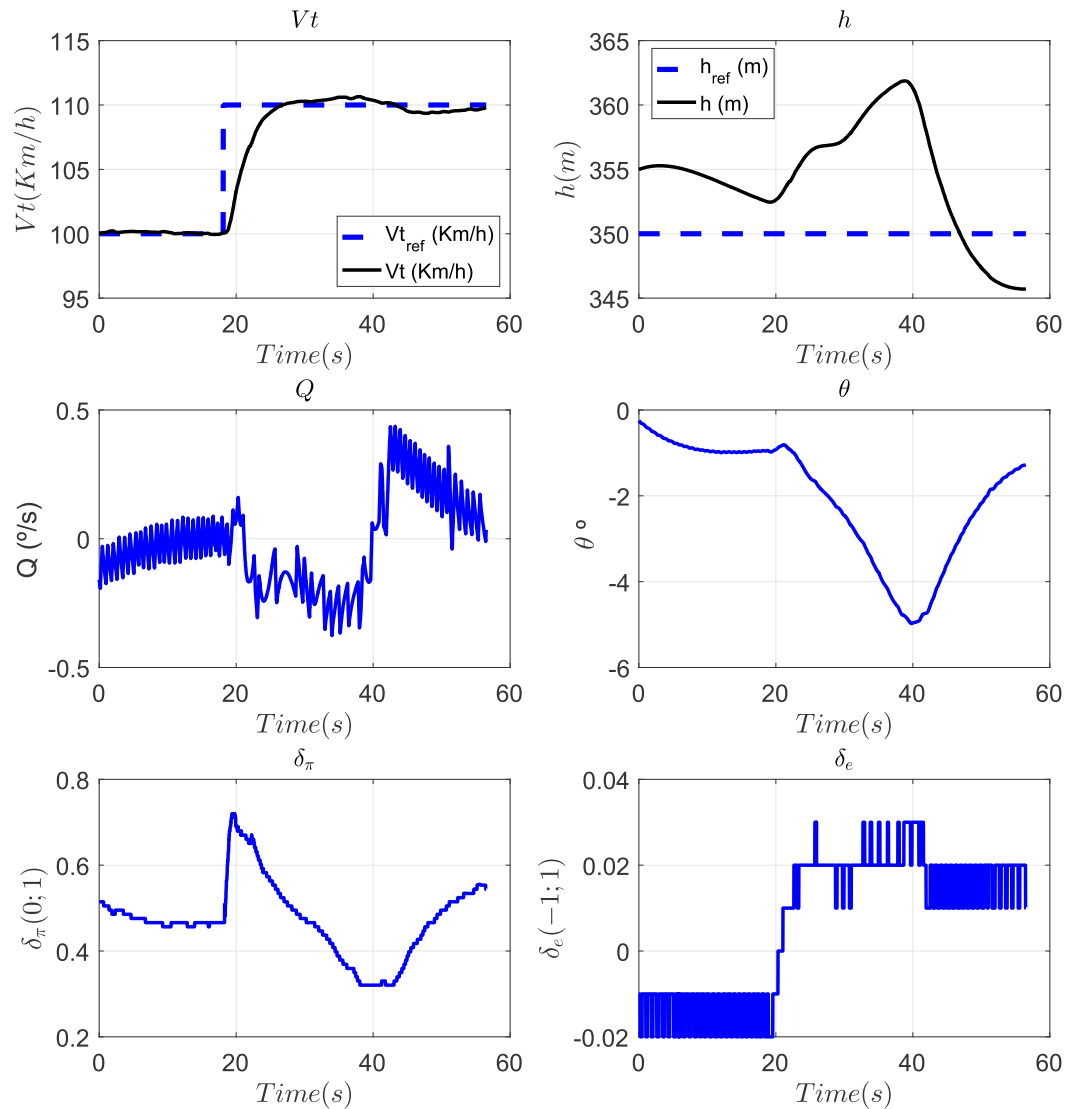 Vt
115
110
105
100
95
Vt(Km/h)
Vt_ref (Km/h)
Vt (Km/h)
0 20 40 60
Time(s)
h
365
360
355
350
345
h(m)
h_ref (m)
h (m)
0 20 40 60
Time(s)
Q
0.5
0
-0.5
Q (º/s)
0 20 40 60
Time(s)
θ
0
-2
-4
-6
θ º
0 20 40 60
Time(s)
δ_π
0.8
0.6
0.4
0.2
δ_π(0; 1)
0 20 40 60
Time(s)
δ_e
0.04
0.02
0
-0.02
δ_e(−1; 1)
0 20 40 60
Time(s)